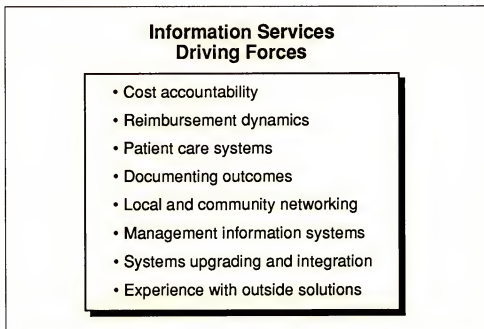 Information Services
Driving Forces
• Cost accountability
• Reimbursement dynamics
• Patient care systems
• Documenting outcomes
• Local and community networking
• Management information systems
• Systems upgrading and integration
• Experience with outside solutions